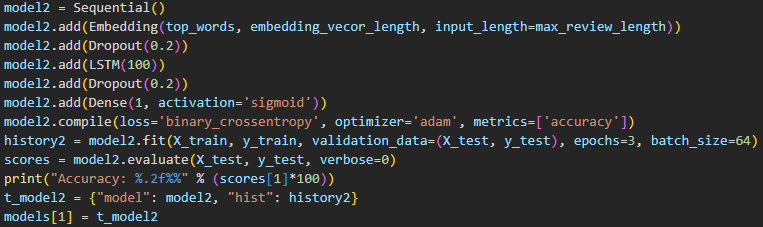 model2 = Sequential()
model2.add(Embedding(top_words, embedding_vecor_length, input_length=max_review_length))
model2.add(Dropout(0.2))
model2.add(LSTM(100))
model2.add(Dropout(0.2))
model2.add(Dense(1, activation='sigmoid'))
model2.compile(loss='binary_crossentropy', optimizer='adam', metrics=['accuracy'])
history2 = model2.fit(X_train, y_train, validation_data=(X_test, y_test), epochs=3, batch_size=64)
scores = model2.evaluate(X_test, y_test, verbose=0)
print("Accuracy: %.2f%%" % (scores[1]*100))
t_model2 = {"model": model2, "hist": history2}
models[1] = t_model2